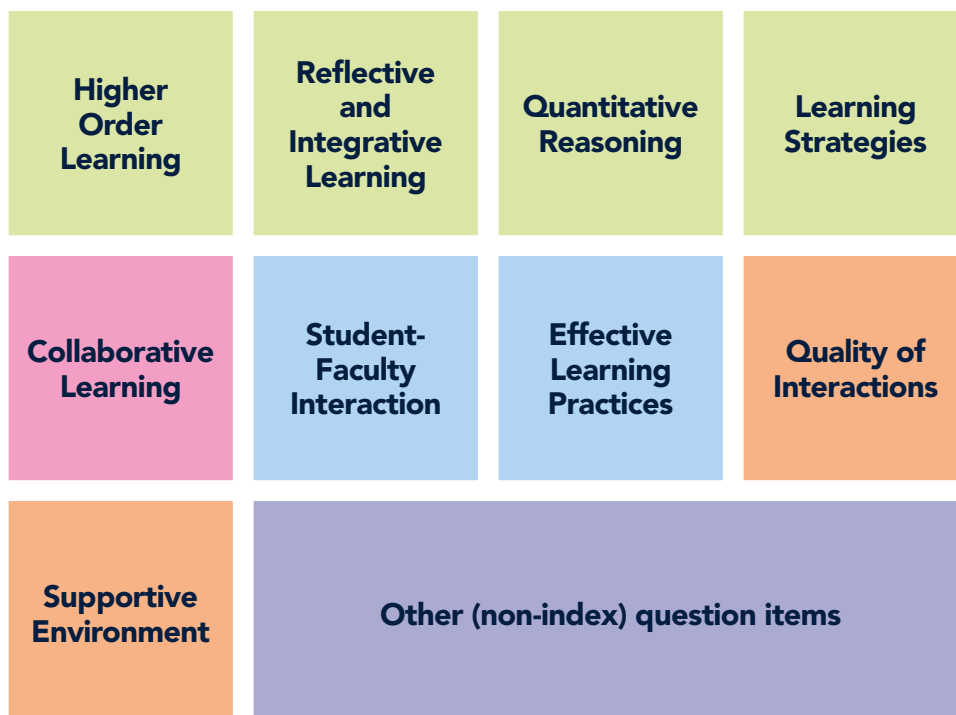 Higher
Order
Learning
Reflective
and
Integrative
Learning
Quantitative
Reasoning
Learning
Strategies
Collaborative
Learning
Student-
Faculty
Interaction
Effective
Learning
Practices
Quality of
Interactions
Supportive
Environment
Other (non-index) question items